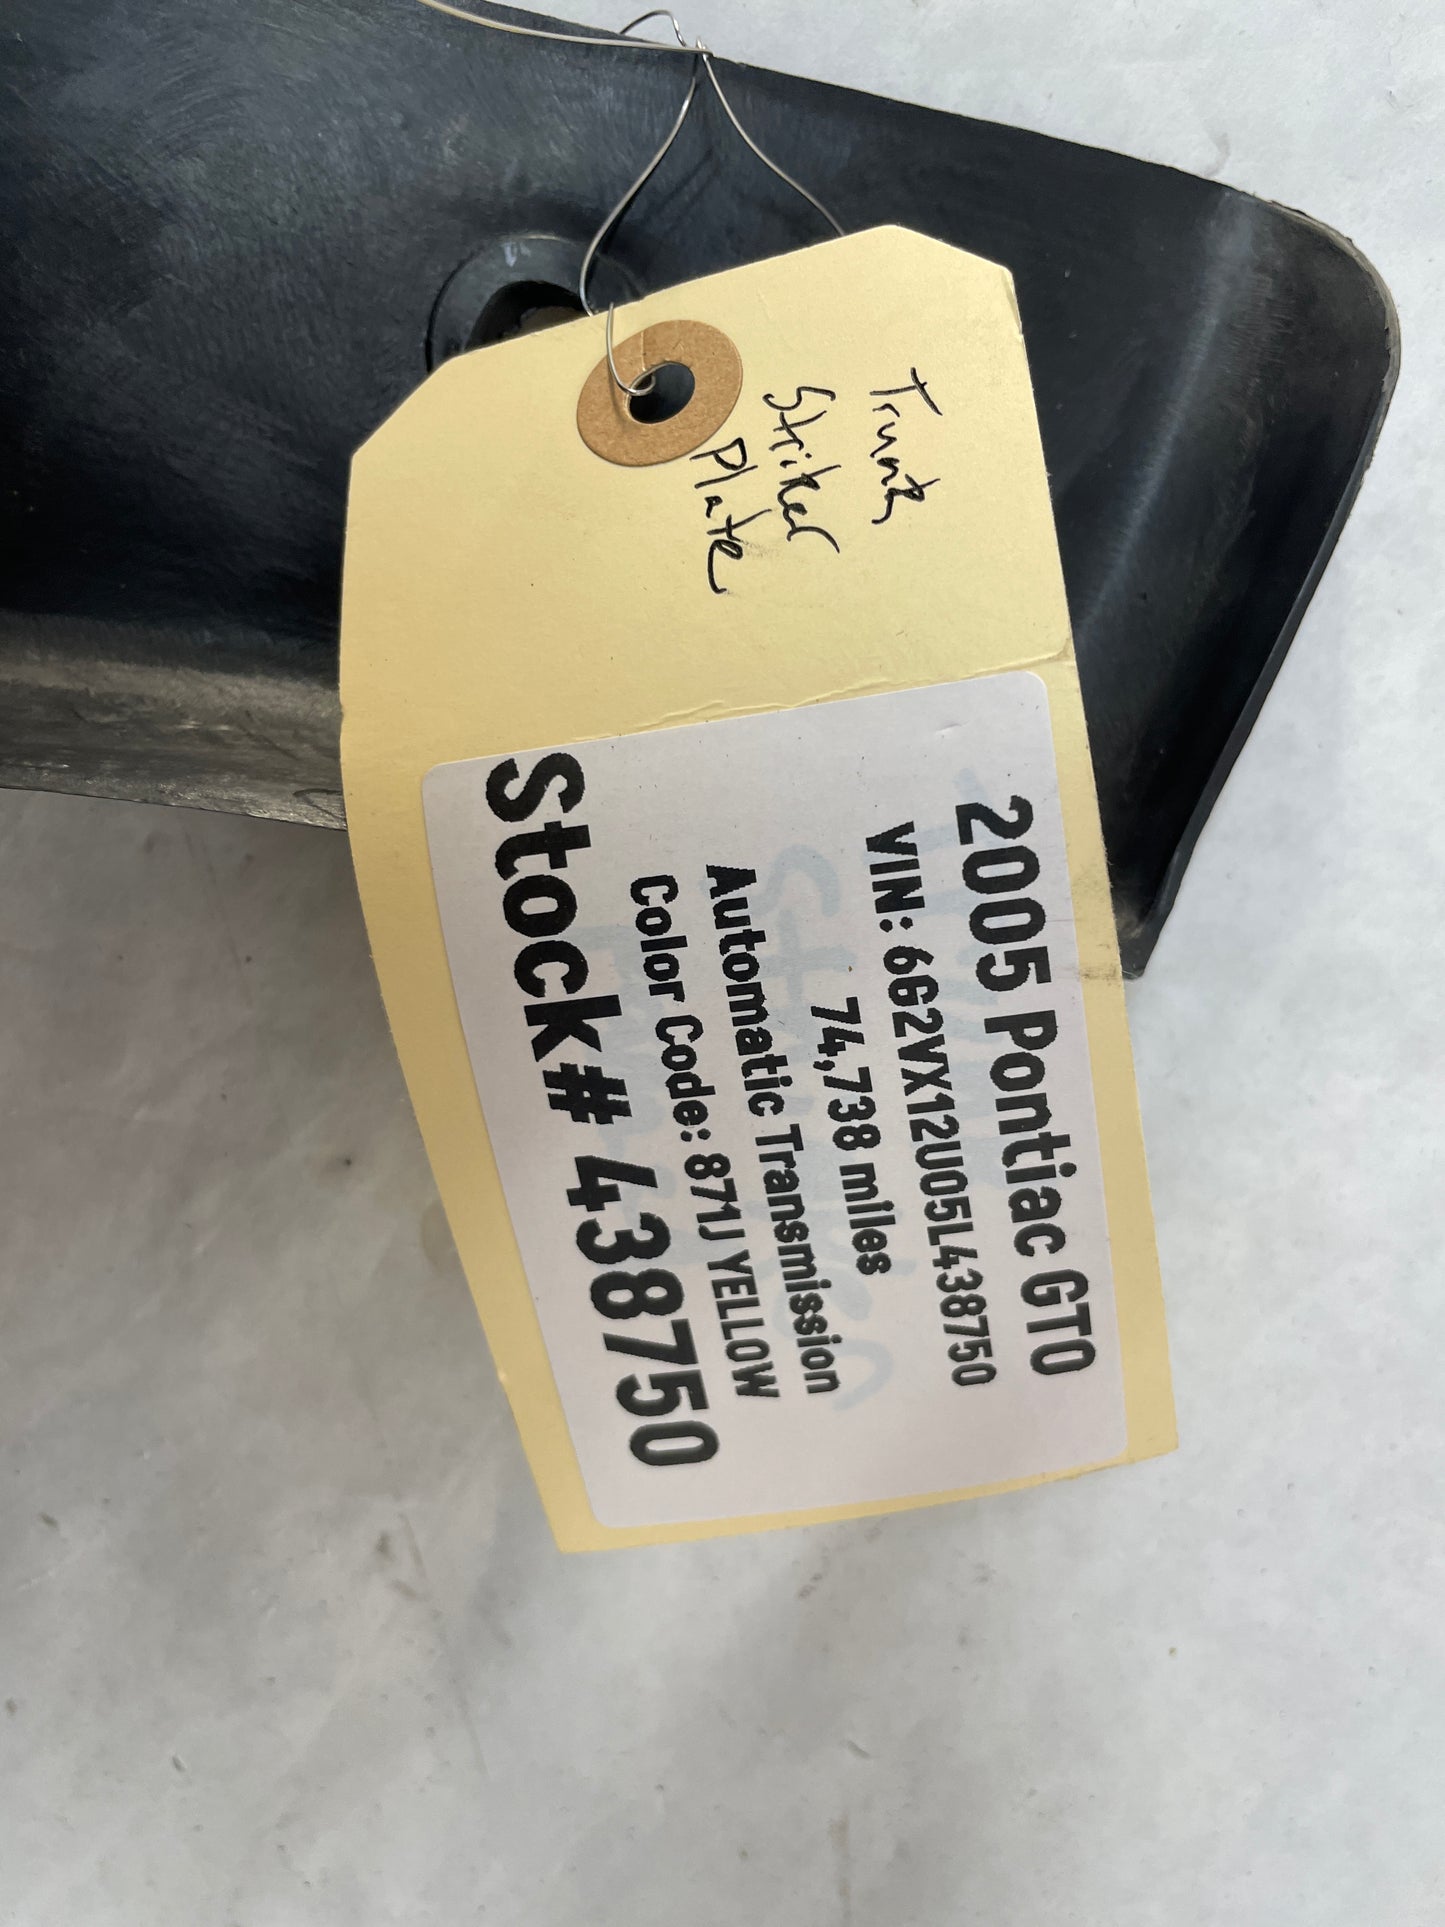 Trunk
Striker
Plate
2005 Pontiac GTO
VIN: 6G2VX12U05L438750
74,738 miles
Automatic Transmission
Color Code: 871J YELLOW
Stock# 438750